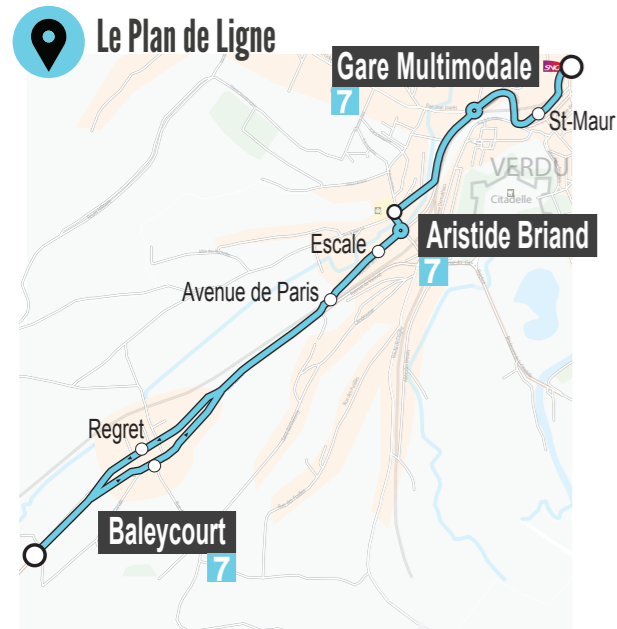 Le Plan de Ligne
Gare Multimodale
SNCF
7
St-Maur
VERDU
Citadelle
Aristide Briand
7
Escale
Avenue de Paris
Regret
Baleycourt
7